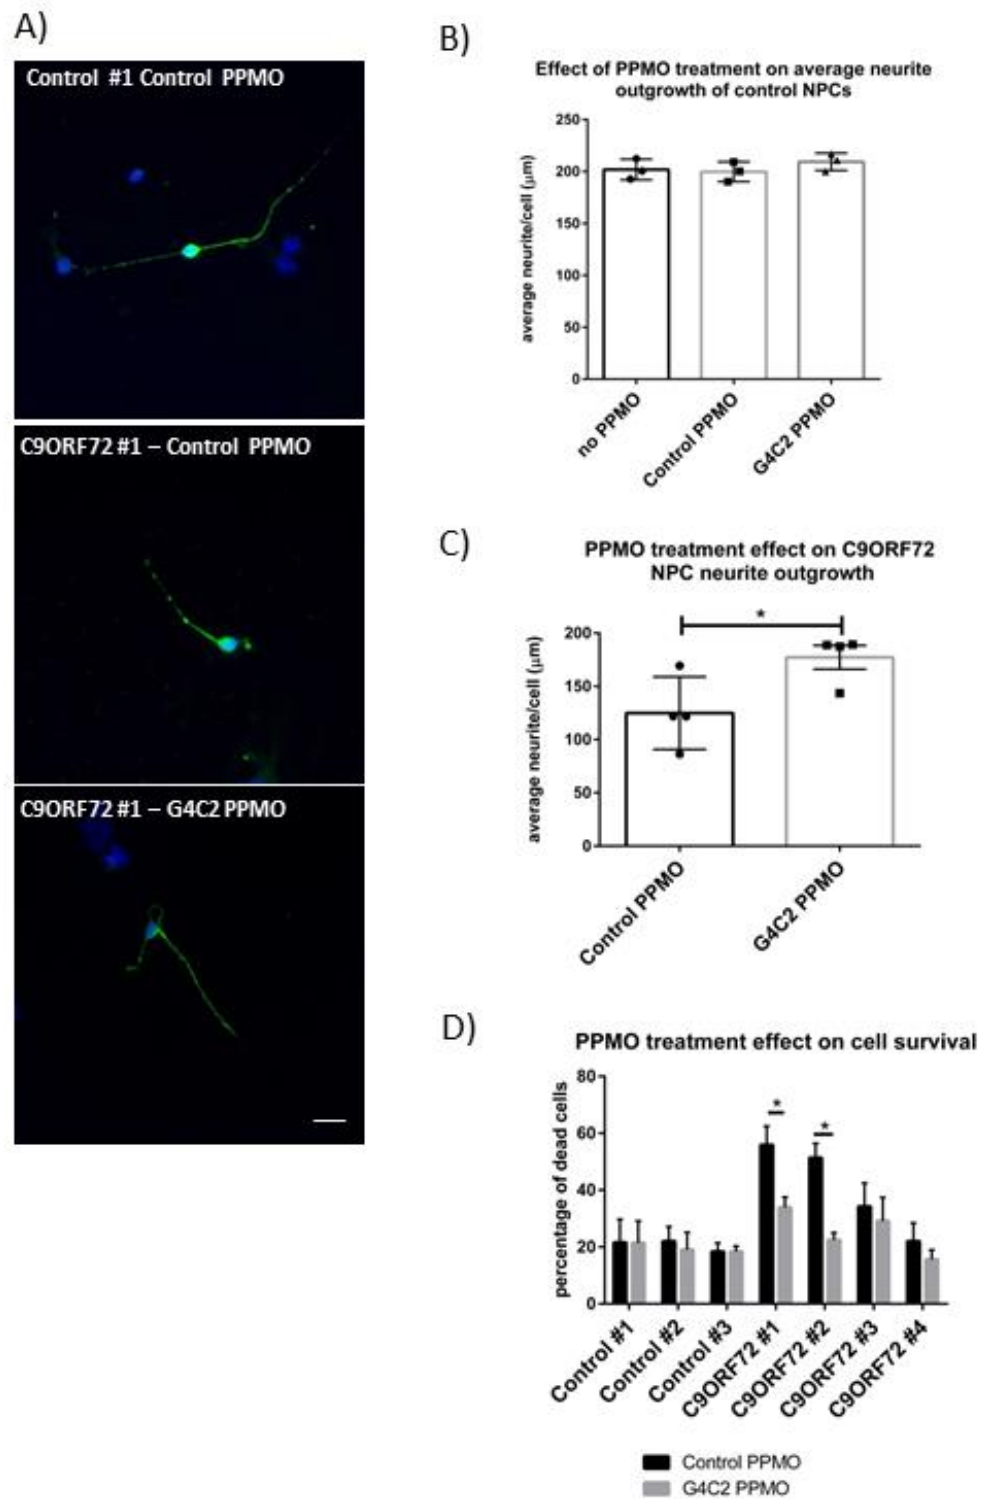 A)
Control #1 Control PPMO
C9ORF72 #1 – Control PPMO
C9ORF72 #1 – G4C2 PPMO
B)
Effect of PPMO treatment on average neurite
outgrowth of control NPCs
average neurite/cell (μm)
250
200
150
100
50
0
no PPMO
Control PPMO
G4C2 PPMO
C)
PPMO treatment effect on C9ORF72
NPC neurite outgrowth
average neurite/cell (μm)
*
200
150
100
50
0
Control PPMO
G4C2 PPMO
D)
PPMO treatment effect on cell survival
percentage of dead cells
80
60
40
20
0
*
*
Control #1
Control #2
Control #3
C9ORF72 #1
C9ORF72 #2
C9ORF72 #3
C9ORF72 #4
Control PPMO
G4C2 PPMO